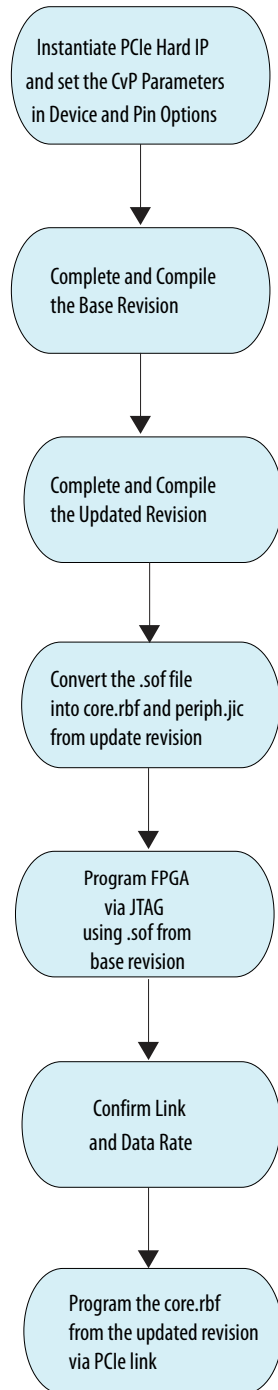 Instantiate PCIe Hard IP
and set the CvP Parameters
in Device and Pin Options
Complete and Compile
the Base Revision
Complete and Compile
the Updated Revision
Convert the .sof file
into core.rbf and periph.jic
from update revision
Program FPGA
via JTAG
using .sof from
base revision
Confirm Link
and Data Rate
Program the core.rbf
from the updated revision
via PCIe link